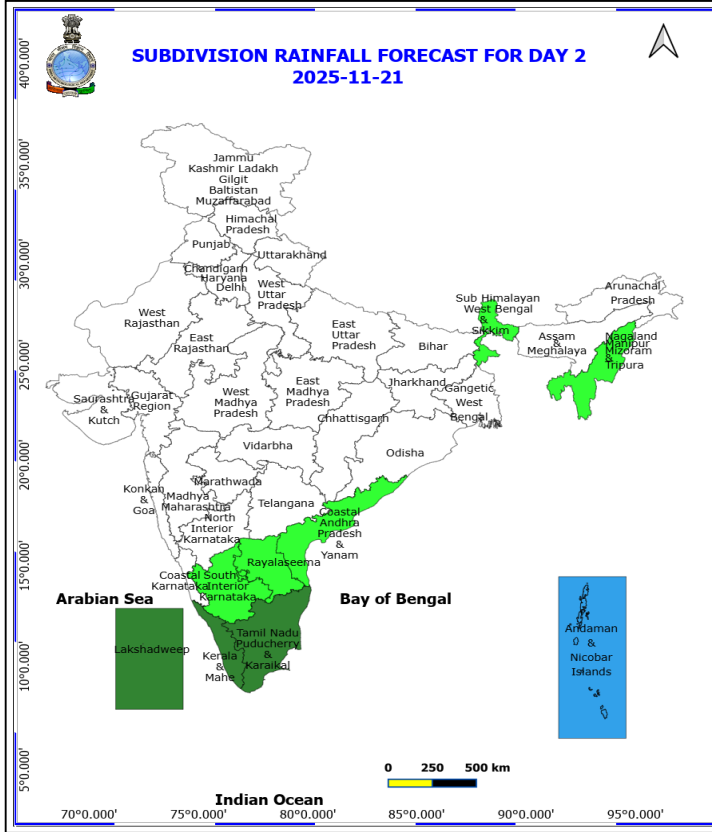 SUBDIVISION RAINFALL FORECAST FOR DAY 2
2025-11-21
40°0.000'
35°0.000'
30°0.000'
25°0.000'
20°0.000'
15°0.000'
10°0.000'
5°0.000'
Jammu
Kashmir Ladakh
Gilgit
Baltistan
Muzaffarabad
Himachal
Pradesh
Punjab
Uttarakhand
Chandigarh
Haryana
Delhi
West
Uttar
Pradesh
West
Rajasthan
East
Rajasthan
East
Uttar
Pradesh
Bihar
Sub Himalayan
West Bengal
&
Sikkim
Arunachal
Pradesh
Assam
&
Meghalaya
Nagaland
Manipur
Mizoram
&
Tripura
Saurashtra
&
Kutch
Gujarat
Region
West
Madhya
Pradesh
East
Madhya
Pradesh
Jharkhand
Gangetic
West
Bengal
Chhattisgarh
Odisha
Vidarbha
Marathwada
Madhya
Maharashtra
Konkan
&
Goa
Telangana
North
Interior
Karnataka
Coastal
Andhra
Pradesh
&
Yanam
Rayalaseema
Coastal
Karnataka
South
Interior
Karnataka
Arabian Sea
Bay of Bengal
Lakshadweep
Kerala
&
Mahe
Tamil Nadu
Puducherry
&
Karaikal
Andaman
&
Nicobar
Islands
0 250 500 km
Indian Ocean
70°0.000' 75°0.000' 80°0.000' 85°0.000' 90°0.000' 95°0.000'